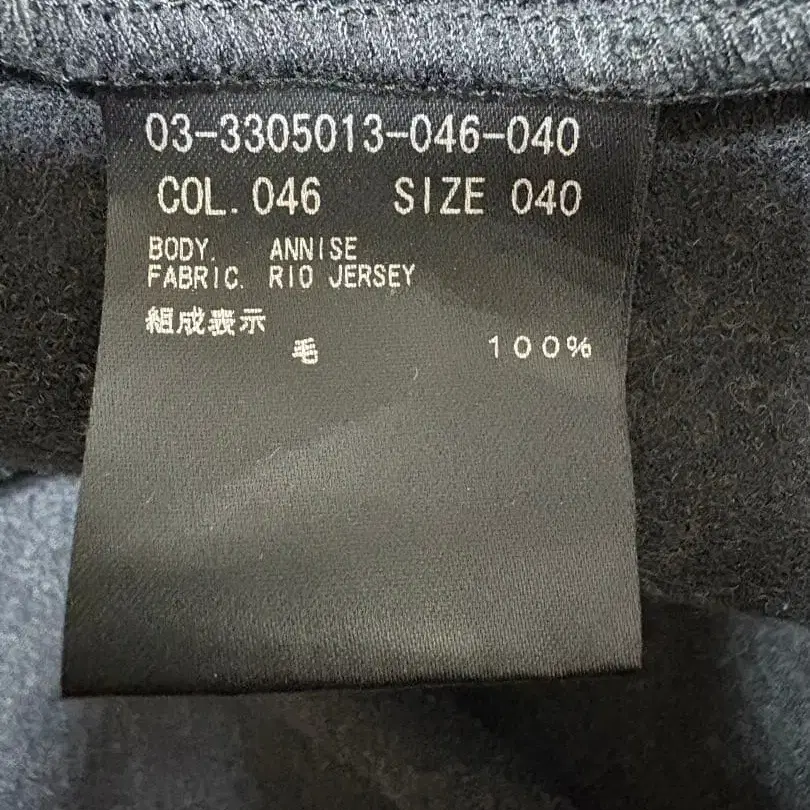 03-3305013-046-040
COL. 046 SIZE 040
BODY. ANNISE
FABRIC. RIO JERSEY
組成表示
毛 100%